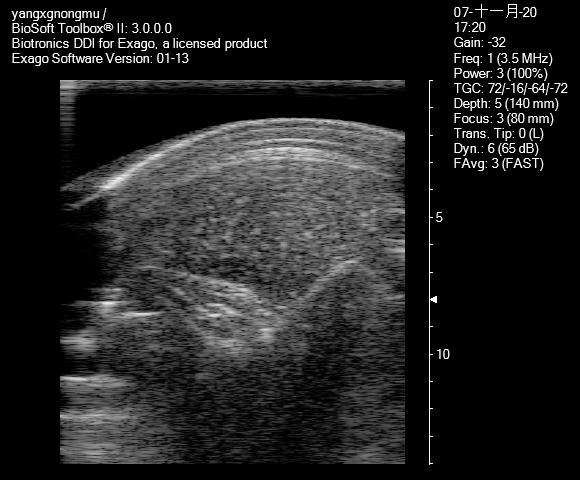 yangxgnongmu /
BioSoft Toolbox® II: 3.0.0.0
Biotronics DDI for Exago, a licensed product
Exago Software Version: 01-13
07-十一月-20
17:20
Gain: -32
Freq: 1 (3.5 MHz)
Power: 3 (100%)
TGC: 72/-16/-64/-72
Depth: 5 (140 mm)
Focus: 3 (80 mm)
Trans. Tip: 0 (L)
Dyn.: 6 (65 dB)
FAvg: 3 (FAST)
5
10